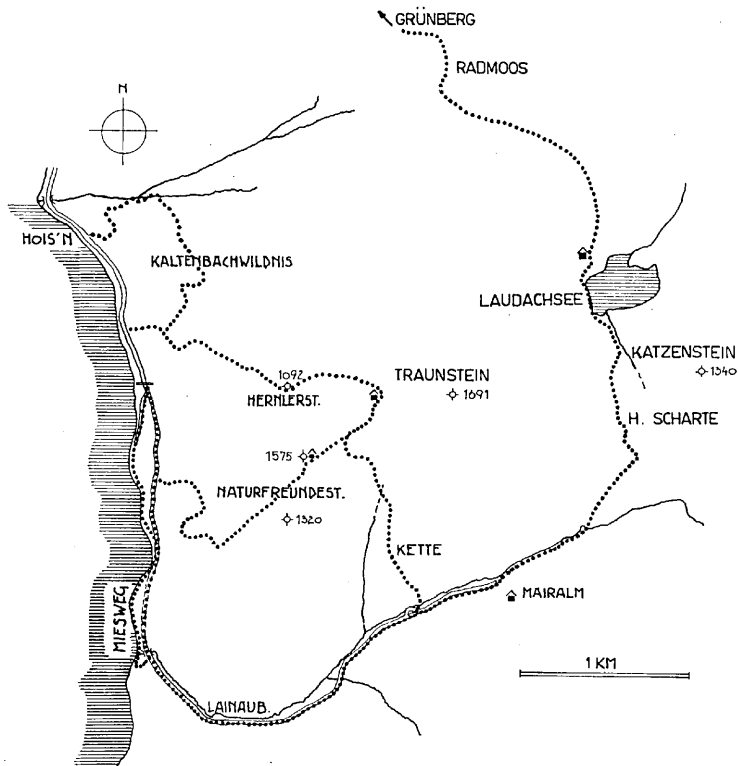 GRÜNBERG
RADMOOS
N
HOIS'N
KALTENBACHWILDNIS
LAUDACHSEE
KATZENSTEIN
1340
1092
HERNLERST.
TRAUNSTEIN
1691
H. SCHARTE
1575
NATURFREUNDEST.
1320
KETTE
MIESWEG
MAIRALM
1 KM
LAINAUB.